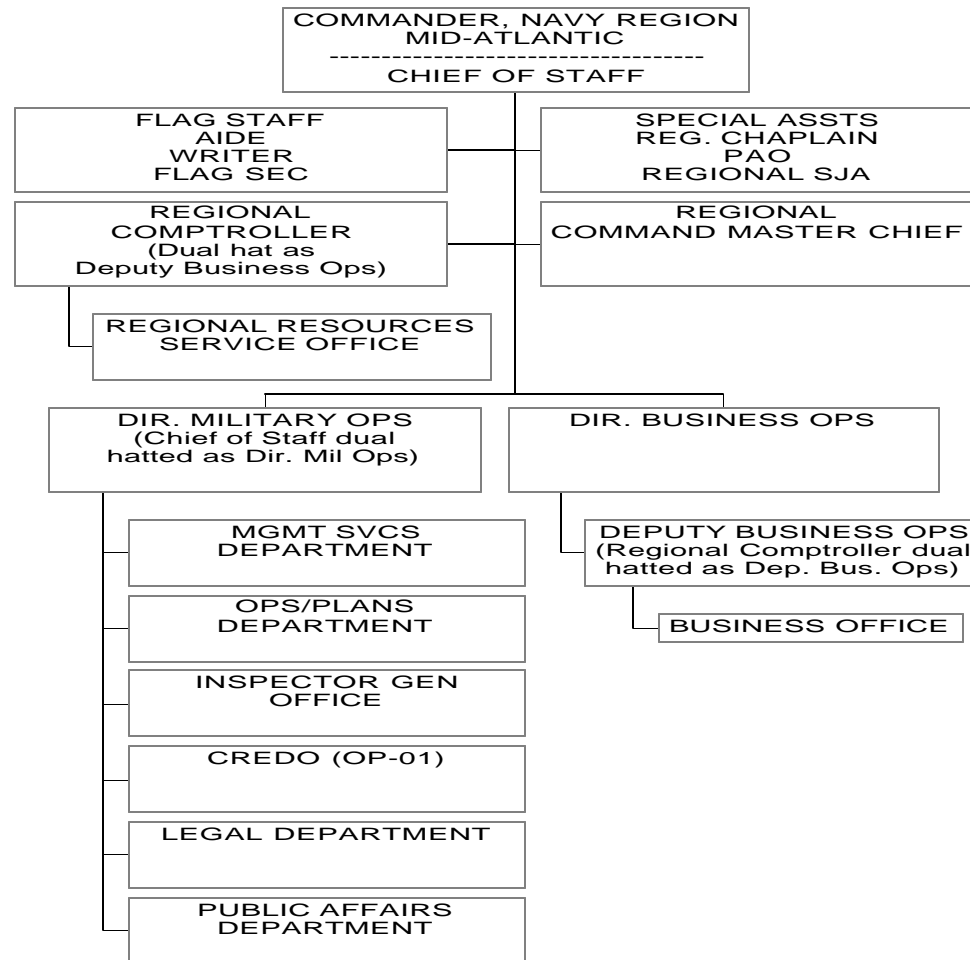 COMMANDER, NAVY REGION
MID-ATLANTIC
------------------------------------
CHIEF OF STAFF
FLAG STAFF
AIDE
WRITER
FLAG SEC
SPECIAL ASSTS
REG. CHAPLAIN
PAO
REGIONAL SJA
REGIONAL
COMPTROLLER
(Dual hat as
Deputy Business Ops)
REGIONAL
COMMAND MASTER CHIEF
REGIONAL RESOURCES
SERVICE OFFICE
DIR. MILITARY OPS
(Chief of Staff dual
hatted as Dir. Mil Ops)
DIR. BUSINESS OPS
MGMT SVCS
DEPARTMENT
OPS/PLANS
DEPARTMENT
INSPECTOR GEN
OFFICE
CREDO (OP-01)
LEGAL DEPARTMENT
PUBLIC AFFAIRS
DEPARTMENT
DEPUTY BUSINESS OPS
(Regional Comptroller dual
hatted as Dep. Bus. Ops)
BUSINESS OFFICE